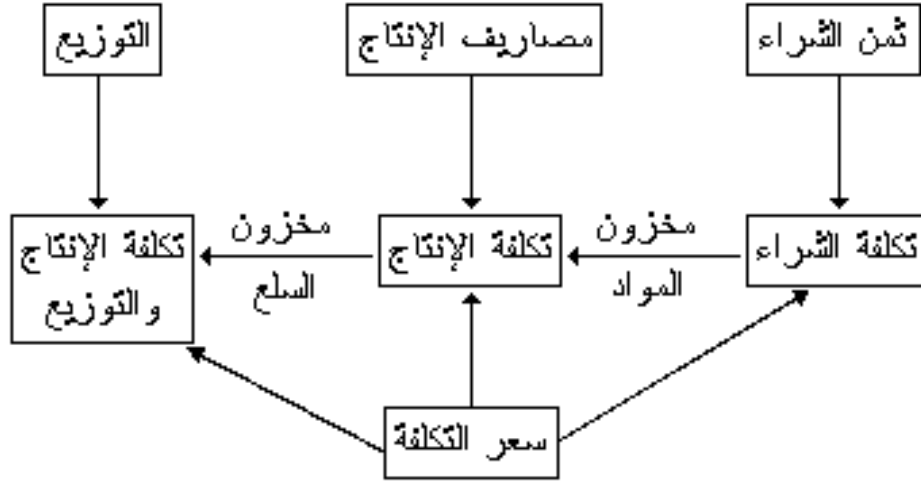 ثمن الشراء
مصاريف الإنتاج
التوزيع
تكلفة الشراء
مخزون
المواد
تكلفة الإنتاج
مخزون
السلع
تكلفة الإنتاج
والتوزيع
سعر التكلفة